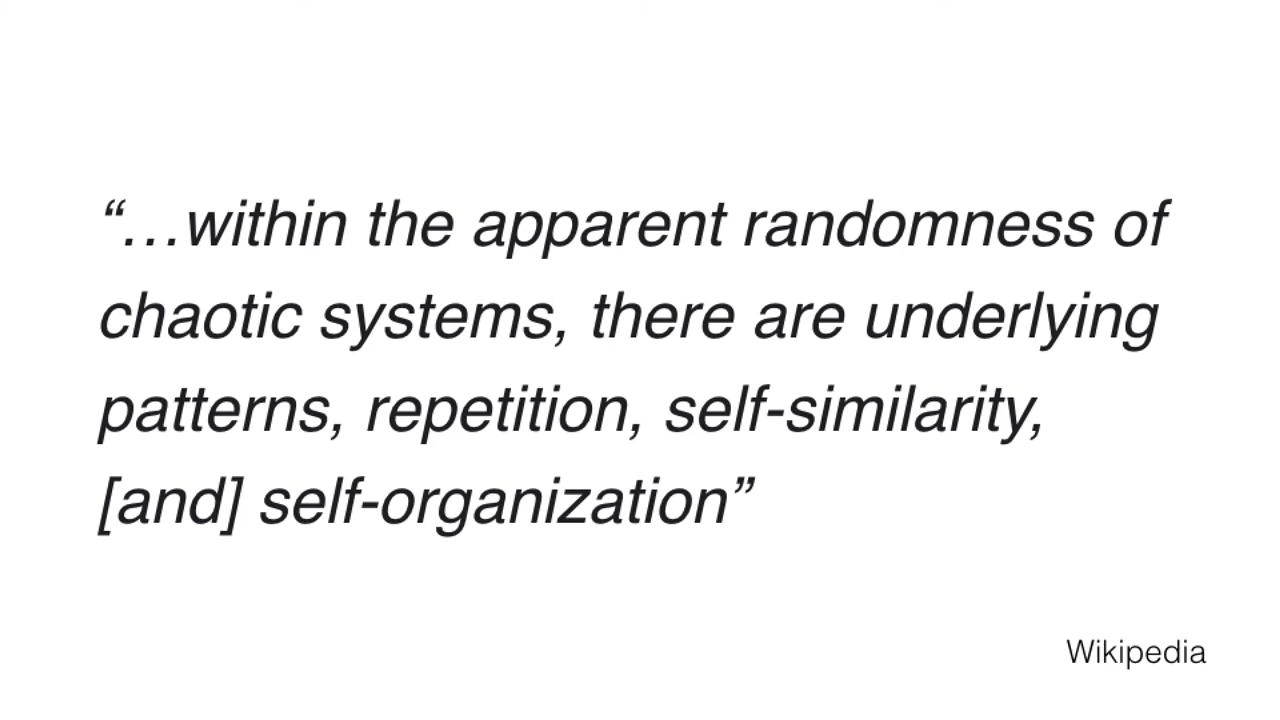 “…within the apparent randomness of
chaotic systems, there are underlying
patterns, repetition, self-similarity,
[and] self-organization”
Wikipedia